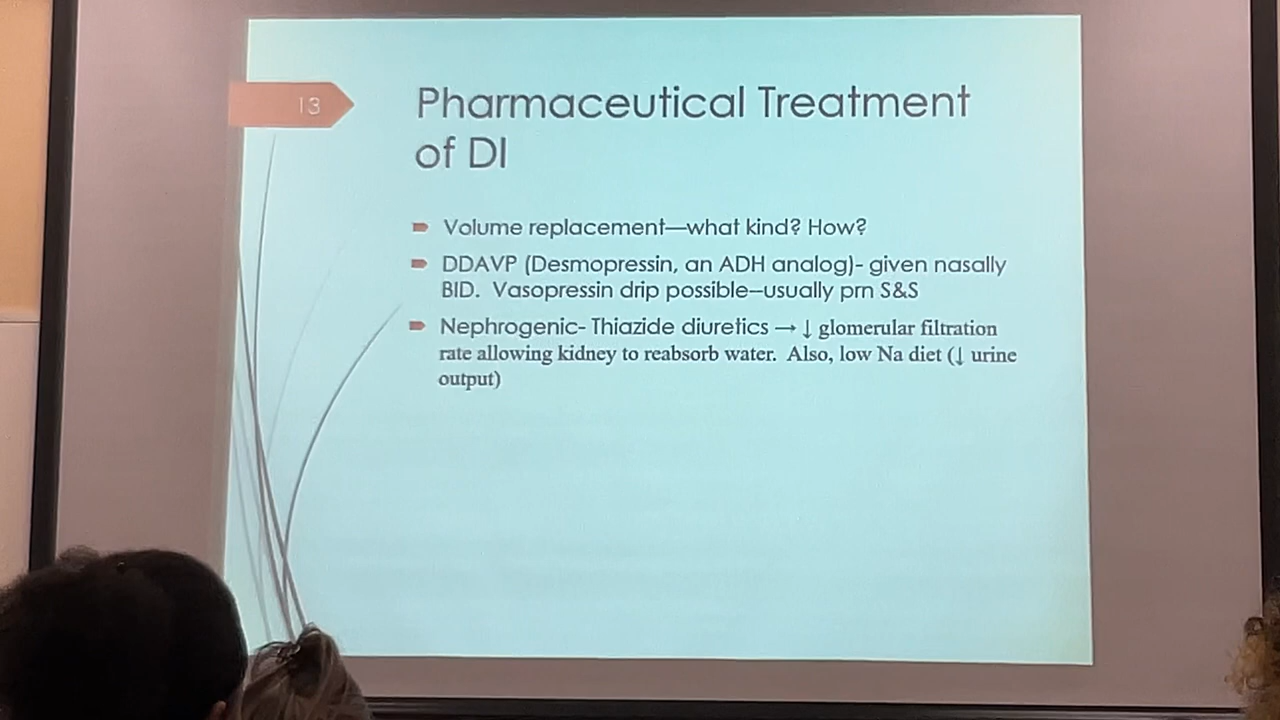 13
Pharmaceutical Treatment
of DI
Volume replacement—what kind? How?
DDAVP (Desmopressin, an ADH analog)- given nasally
BID. Vasopressin drip possible—usually prn S&S
Nephrogenic- Thiazide diuretics → ↓ glomerular filtration
rate allowing kidney to reabsorb water. Also, low Na diet (↓ urine
output)